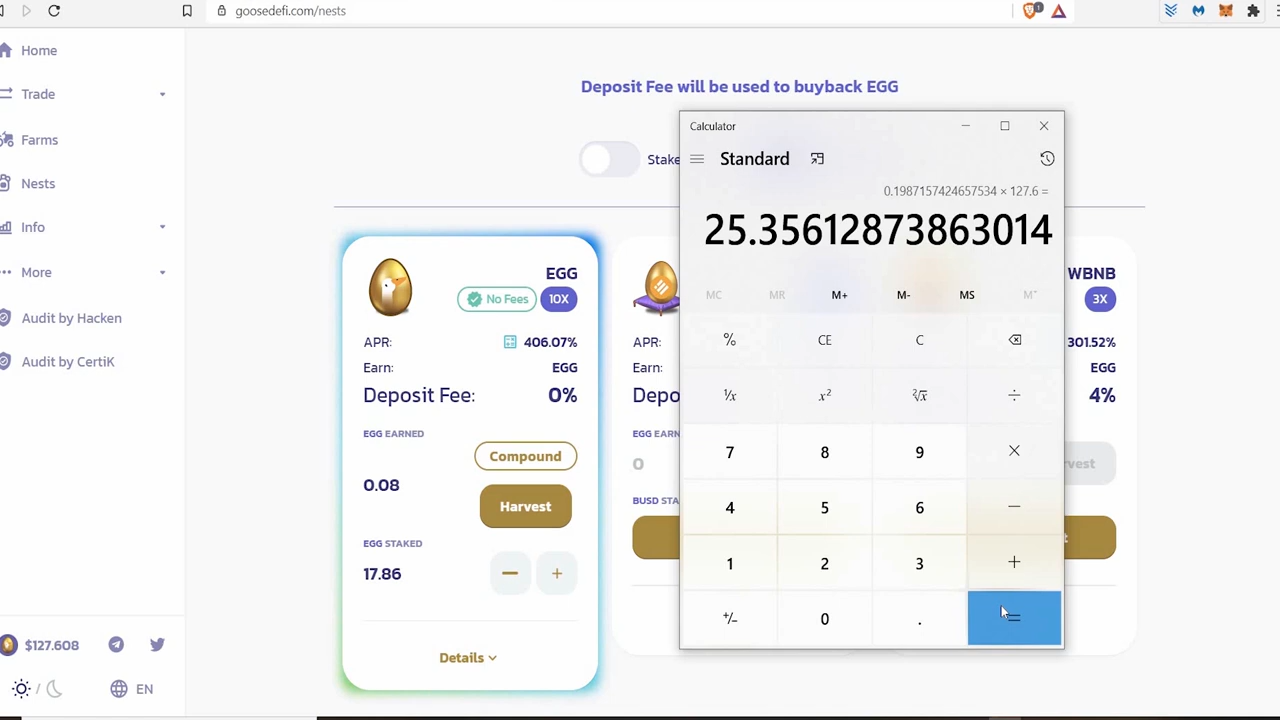 goosedefi.com/nests
1
Home
Trade
Farms
Nests
Info
More
Audit by Hacken
Audit by CertiK
$127.608
/
EN
Deposit Fee will be used to buyback EGG
Stake
EGG
No Fees
10X
APR:
406.07%
Earn:
EGG
Deposit Fee:
0%
EGG EARNED
Compound
0.08
Harvest
EGG STAKED
17.86
Details
APR:
Earn:
Depo
EGG EARN
0
BUSD STA
Calculator
Standard
0.1987157424657534 × 127.6 =
25.35612873863014
MC MR M+ M- MS M˅
% CE C
¹/x x² ²√x ÷
7 8 9 ×
4 5 6 −
1 2 3 +
+/- 0 . =
WBNB
3X
301.52%
EGG
4%
vest
t